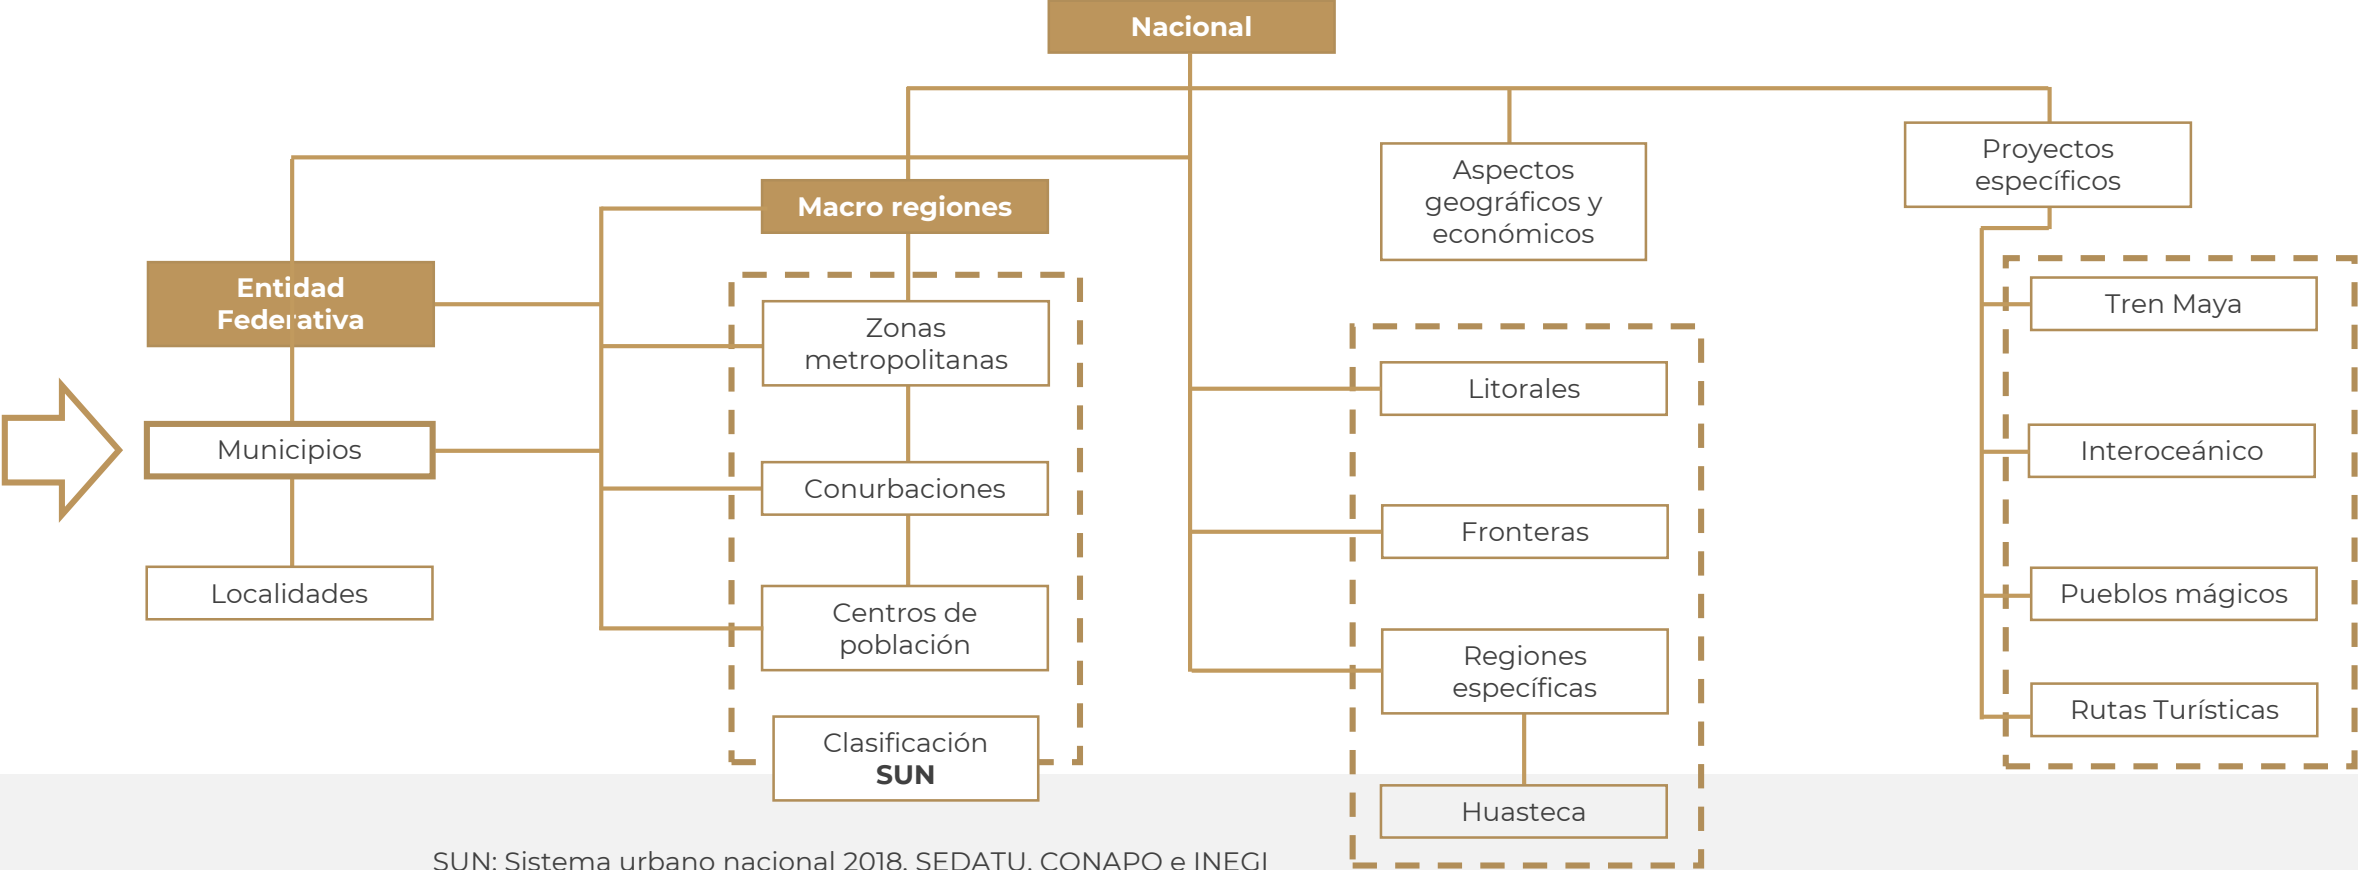 Nacional
Macro regiones
Entidad
Federativa
Municipios
Localidades
Zonas
metropolitanas
Conurbaciones
Centros de
población
Clasificación
SUN
Aspectos
geográficos y
económicos
Litorales
Fronteras
Regiones
específicas
Huasteca
Proyectos
específicos
Tren Maya
Interoceánico
Pueblos mágicos
Rutas Turísticas
SUN: Sistema urbano nacional 2018. SEDATU, CONAPO e INEGI